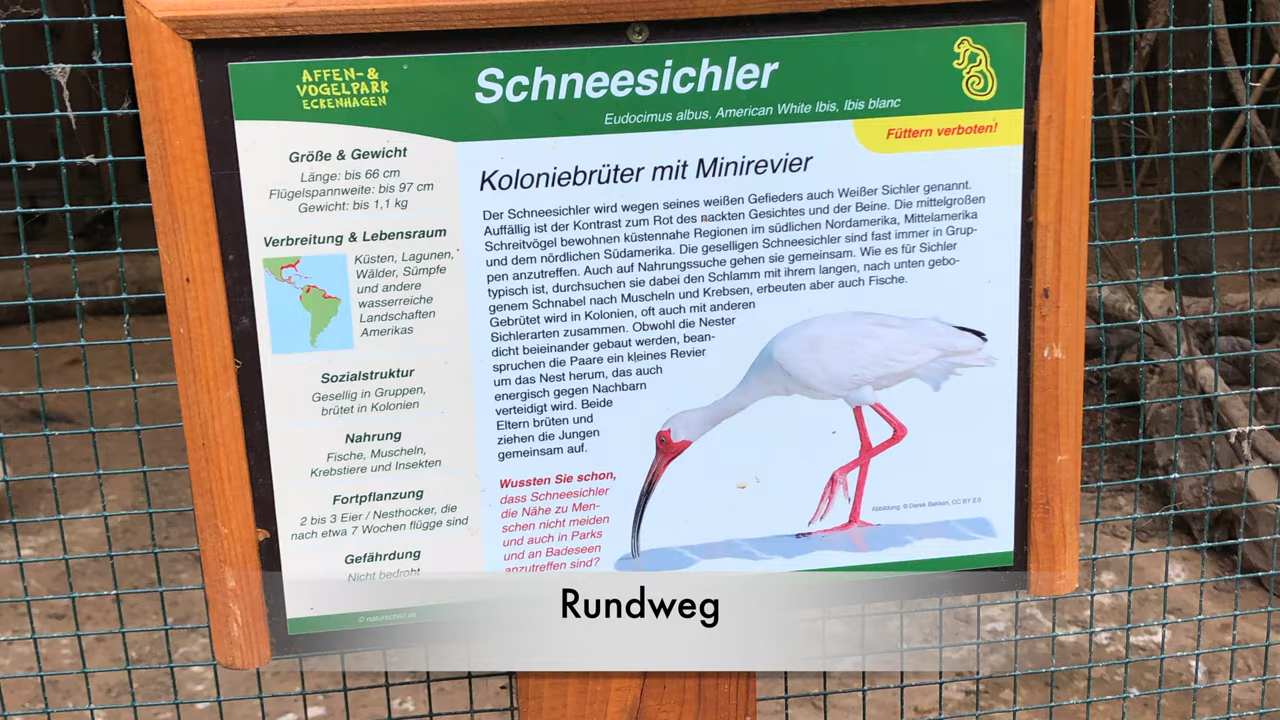 AFFEN-&
VOGELPARK
ECKENHAGEN
Schneesichler
Eudocimus albus, American White Ibis, Ibis blanc
Füttern verboten!
Größe & Gewicht
Länge: bis 66 cm
Flügelspannweite: bis 97 cm
Gewicht: bis 1,1 kg
Verbreitung & Lebensraum
Küsten, Lagunen,
Wälder, Sümpfe
und andere
wasserreiche
Landschaften
Amerikas
Sozialstruktur
Gesellig in Gruppen,
brütet in Kolonien
Nahrung
Fische, Muscheln,
Krebstiere und Insekten
Fortpflanzung
2 bis 3 Eier / Nesthocker, die
nach etwa 7 Wochen flügge sind
Gefährdung
Nicht bedroht
© naturschild.de
Koloniebrüter mit Minirevier
Der Schneesichler wird wegen seines weißen Gefieders auch Weißer Sichler genannt.
Auffällig ist der Kontrast zum Rot des nackten Gesichtes und der Beine. Die mittelgroßen
Schreitvögel bewohnen küstennahe Regionen im südlichen Nordamerika, Mittelamerika
und dem nördlichen Südamerika. Die geselligen Schneesichler sind fast immer in Grup-
pen anzutreffen. Auch auf Nahrungssuche gehen sie gemeinsam. Wie es für Sichler
typisch ist, durchsuchen sie dabei den Schlamm mit ihrem langen, nach unten gebo-
genem Schnabel nach Muscheln und Krebsen, erbeuten aber auch Fische.
Gebrütet wird in Kolonien, oft auch mit anderen
Sichlerarten zusammen. Obwohl die Nester
dicht beieinander gebaut werden, bean-
spruchen die Paare ein kleines Revier
um das Nest herum, das auch
energisch gegen Nachbarn
verteidigt wird. Beide
Eltern brüten und
ziehen die Jungen
gemeinsam auf.
Wussten Sie schon,
dass Schneesichler
die Nähe zu Men-
schen nicht meiden
und auch in Parks
und an Badeseen
anzutreffen sind?
Abbildung: © Derek Bakken, CC BY 2.0
Rundweg